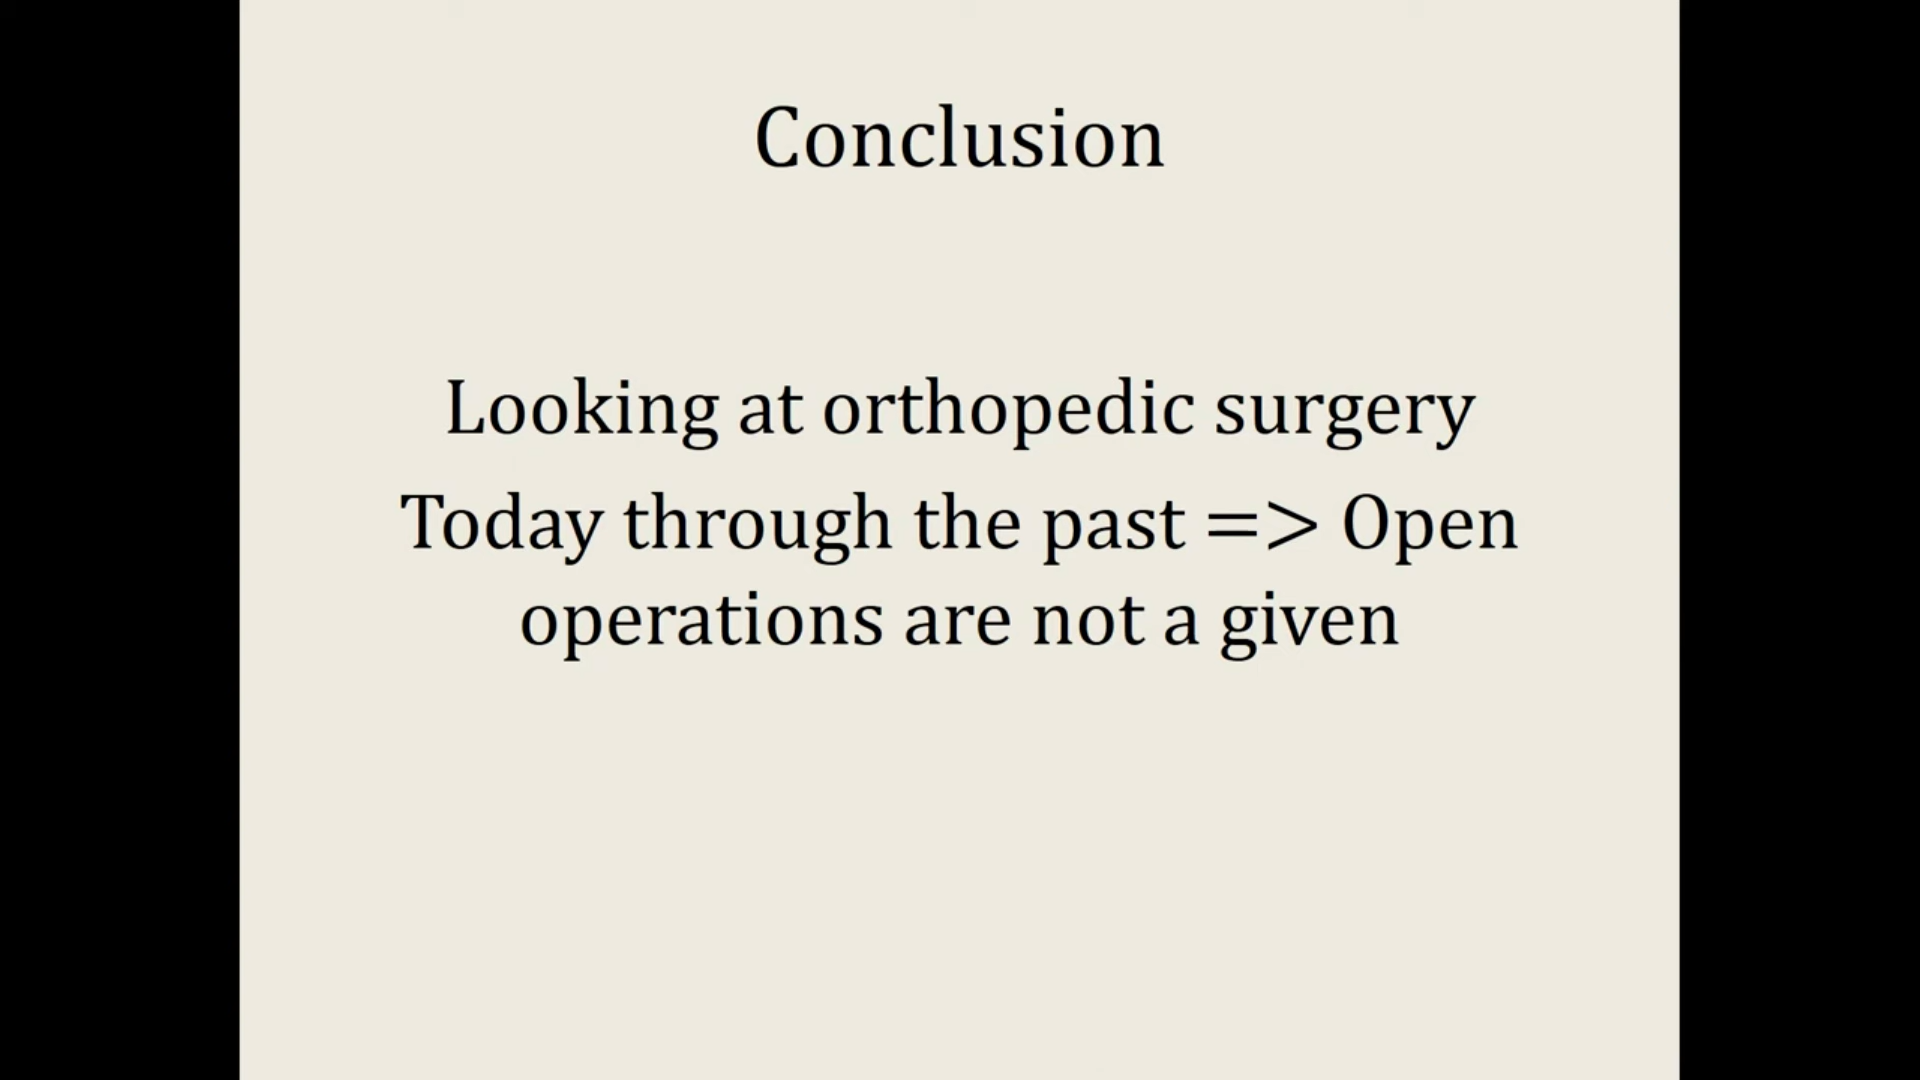 Conclusion
Looking at orthopedic surgery
Today through the past => Open
operations are not a given